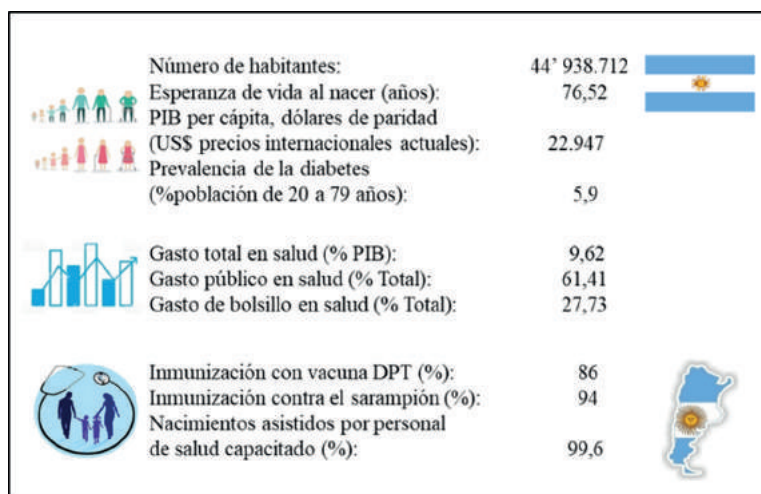 Número de habitantes: 44’ 938.712
Esperanza de vida al nacer (años): 76,52
PIB per cápita, dólares de paridad
(US$ precios internacionales actuales): 22.947
Prevalencia de la diabetes
(%población de 20 a 79 años): 5,9
Gasto total en salud (% PIB): 9,62
Gasto público en salud (% Total): 61,41
Gasto de bolsillo en salud (% Total): 27,73
Inmunización con vacuna DPT (%): 86
Inmunización contra el sarampión (%): 94
Nacimientos asistidos por personal
de salud capacitado (%): 99,6